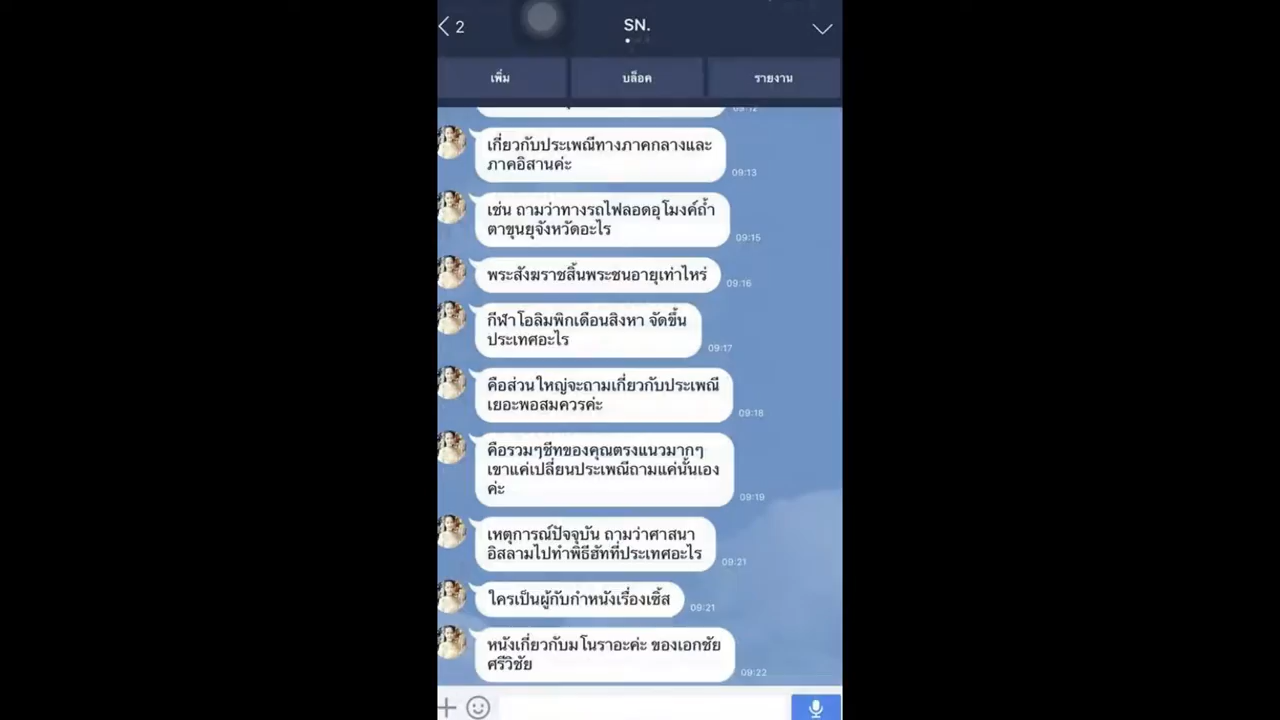 2
SN.
เพิ่ม
บล็อค
รายงาน
09:12
เกี่ยวกับประเพณีทางภาคกลางและ
ภาคอิสานค่ะ
09:13
เช่น ถามว่าทางรถไฟลอดอุโมงค์ถ้ำ
ตาขุนยุจังหวัดอะไร
09:15
พระสังฆราชสิ้นพระชนอายุเท่าไหร่
09:16
กีฬาโอลิมพิกเดือนสิงหา จัดขึ้น
ประเทศอะไร
09:17
คือส่วนใหญ่จะถามเกี่ยวกับประเพณี
เยอะพอสมควรค่ะ
09:18
คือรวมๆชีทของคุณตรงแนวมากๆ
เขาแค่เปลี่ยนประเพณีถามแค่นั้นเอง
ค่ะ
09:19
เหตุการณ์ปัจจุบัน ถามว่าศาสนา
อิสลามไปทำพิธีฮัทที่ประเทศอะไร
09:21
ใครเป็นผู้กับกำหนังเรื่องเซิ้ส
09:21
หนังเกี่ยวกับมโนราอะค่ะ ของเอกชัย
ศรีวิชัย
09:22